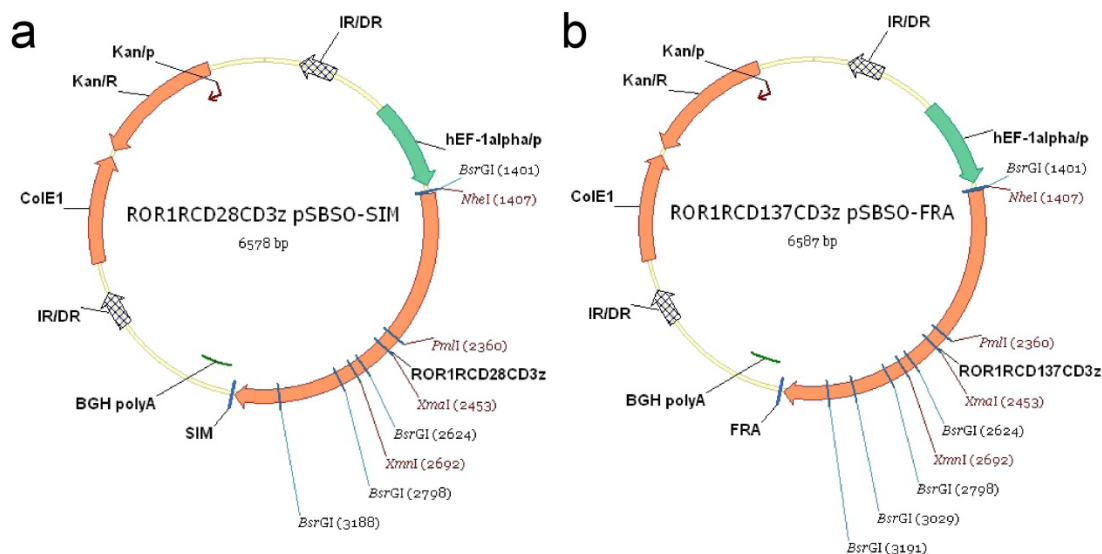 a
IR/DR
Kan/p
Kan/R
hEF-1alpha/p
BsrGI (1401)
NheI (1407)
ColE1
ROR1RCD28CD3z pSBSO-SIM
6578 bp
IR/DR
PmlI (2360)
ROR1RCD28CD3z
XmaI (2453)
BGH polyA
SIM
BsrGI (2624)
XmnI (2692)
BsrGI (2798)
BsrGI (3188)
b
IR/DR
Kan/p
Kan/R
hEF-1alpha/p
BsrGI (1401)
NheI (1407)
ColE1
ROR1RCD137CD3z pSBSO-FRA
6587 bp
IR/DR
PmlI (2360)
ROR1RCD137CD3z
XmaI (2453)
BGH polyA
FRA
BsrGI (2624)
XmnI (2692)
BsrGI (2798)
BsrGI (3029)
BsrGI (3191)